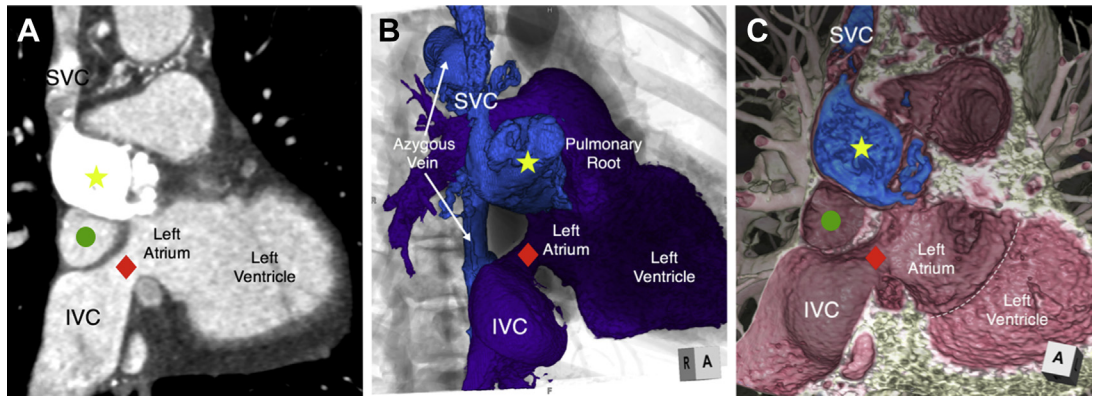 A
SVC
Left
Atrium
Left
Ventricle
IVC
B
H
SVC
Azygous
Vein
Pulmonary
Root
R
Left
Atrium
Left
Ventricle
IVC
R A
F
C
SVC
Left
Atrium
Left
Ventricle
IVC
A